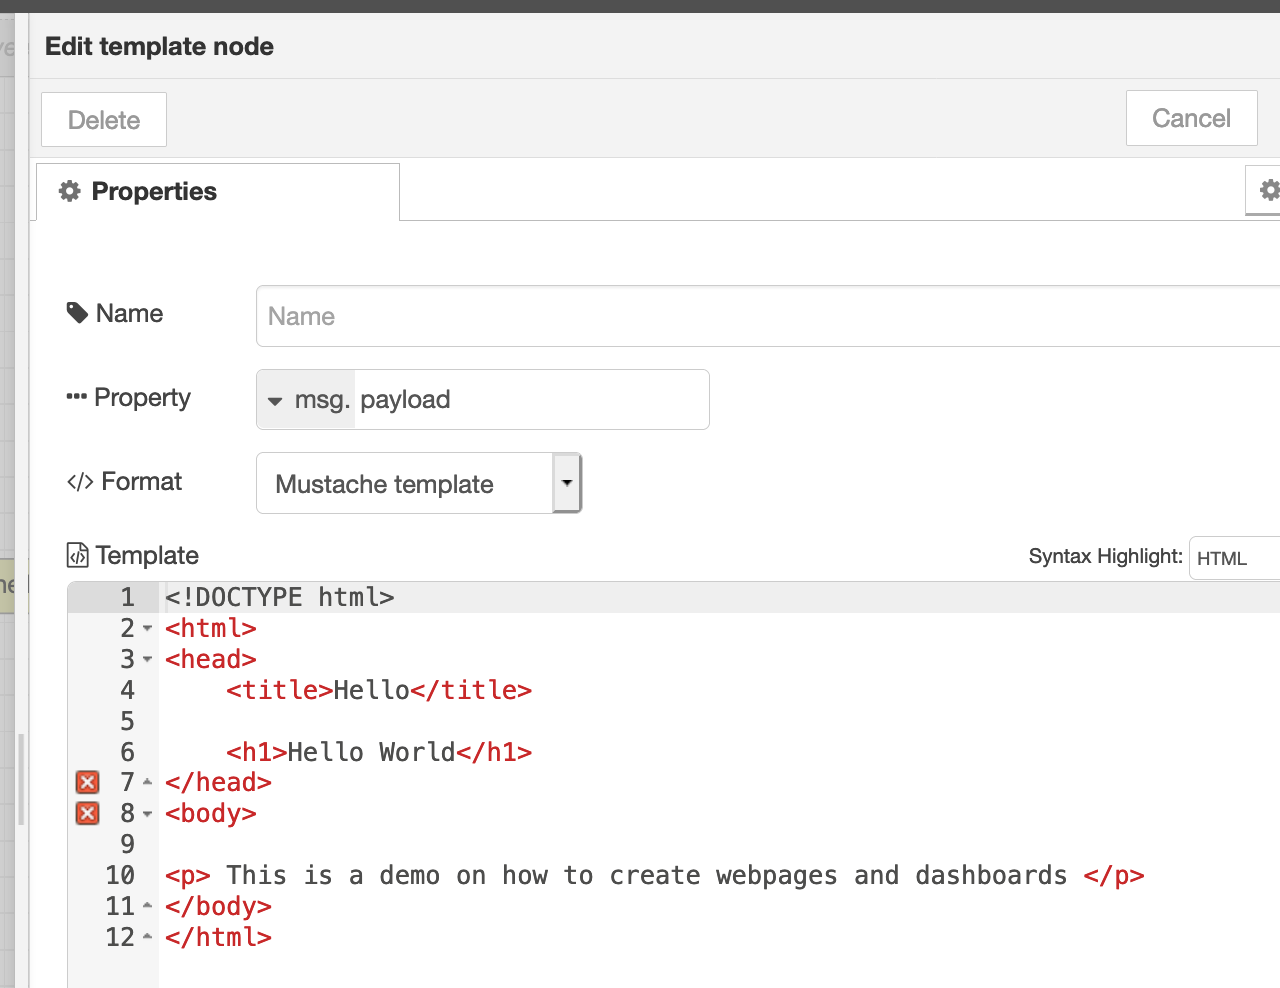 Edit template node
Delete
Cancel
Properties
Name
Name
Property
msg. payload
</> Format
Mustache template
Template
Syntax Highlight: HTML
1 <!DOCTYPE html>
2 <html>
3 <head>
4 <title>Hello</title>
5
6 <h1>Hello World</h1>
7 </head>
8 <body>
9
10 <p> This is a demo on how to create webpages and dashboards </p>
11 </body>
12 </html>